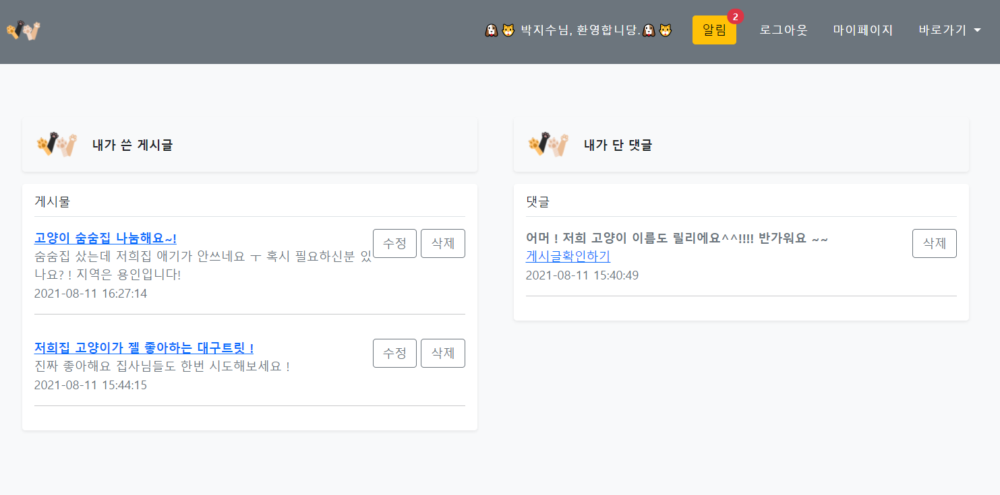 박지수님, 환영합니당.
알림
2
로그아웃
마이페이지
바로가기
내가 쓴 게시글
게시물
고양이 숨숨집 나눔해요~!
수정
삭제
숨숨집 샀는데 저희집 애기가 안쓰네요 ㅜ 혹시 필요하신분 있
나요? ! 지역은 용인입니다!
2021-08-11 16:27:14
저희집 고양이가 젤 좋아하는 대구트릿 !
수정
삭제
진짜 좋아해요 집사님들도 한번 시도해보세요 !
2021-08-11 15:44:15
내가 단 댓글
댓글
어머 ! 저희 고양이 이름도 릴리에요^^!!!! 반가워요 ~~
삭제
게시글확인하기
2021-08-11 15:40:49